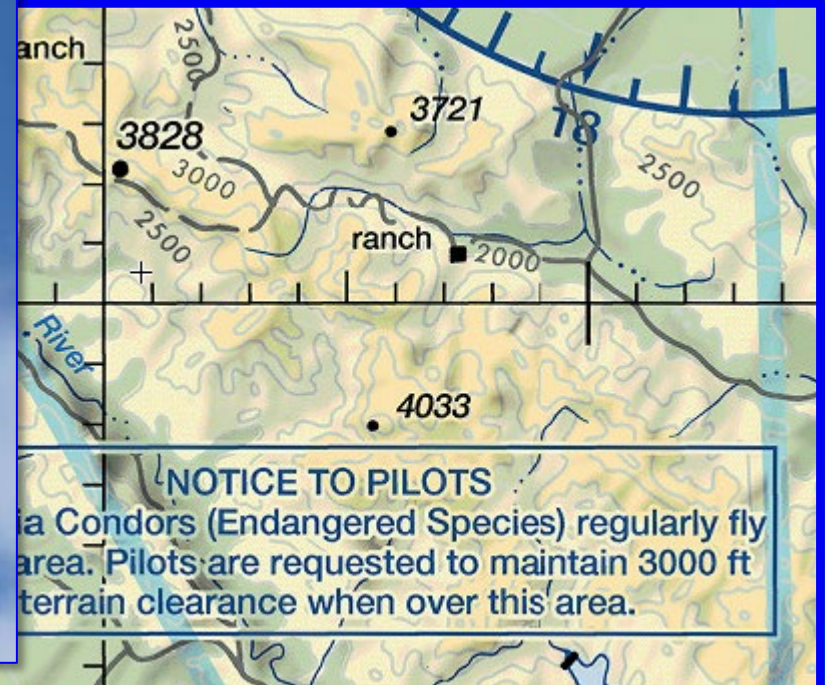 anch
2500
3721
3828
18
3000
2500
2500
ranch
2000
River
4033
NOTICE TO PILOTS
ia Condors (Endangered Species) regularly fly
area. Pilots are requested to maintain 3000 ft
terrain clearance when over this area.